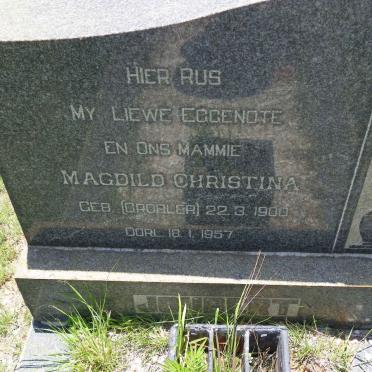 HIER RUS
MY LIEWE EGGENOTE
EN ONS MAMMIE
MAGDILD CHRISTINA
GEB. (GROBLER) 22.3.1900
OORL. 18.1.1957